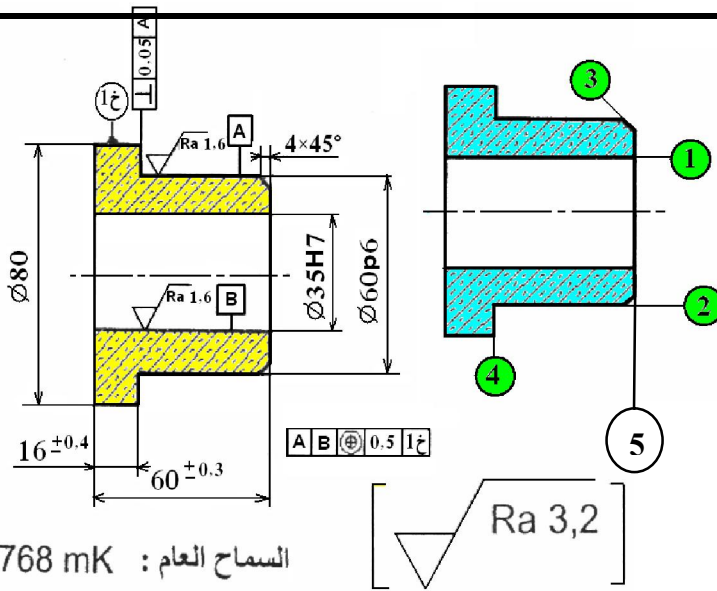 ⊥ 0.05 A
خ1
Ra 1.6
A
4×45°
3
1
Ø80
Ø35H7
Ø60p6
Ra 1.6
B
2
4
5
16±0,4
60±0.3
A B ⌖ 0,5 خ1
Ra 3,2
السماح العام : 768 mK